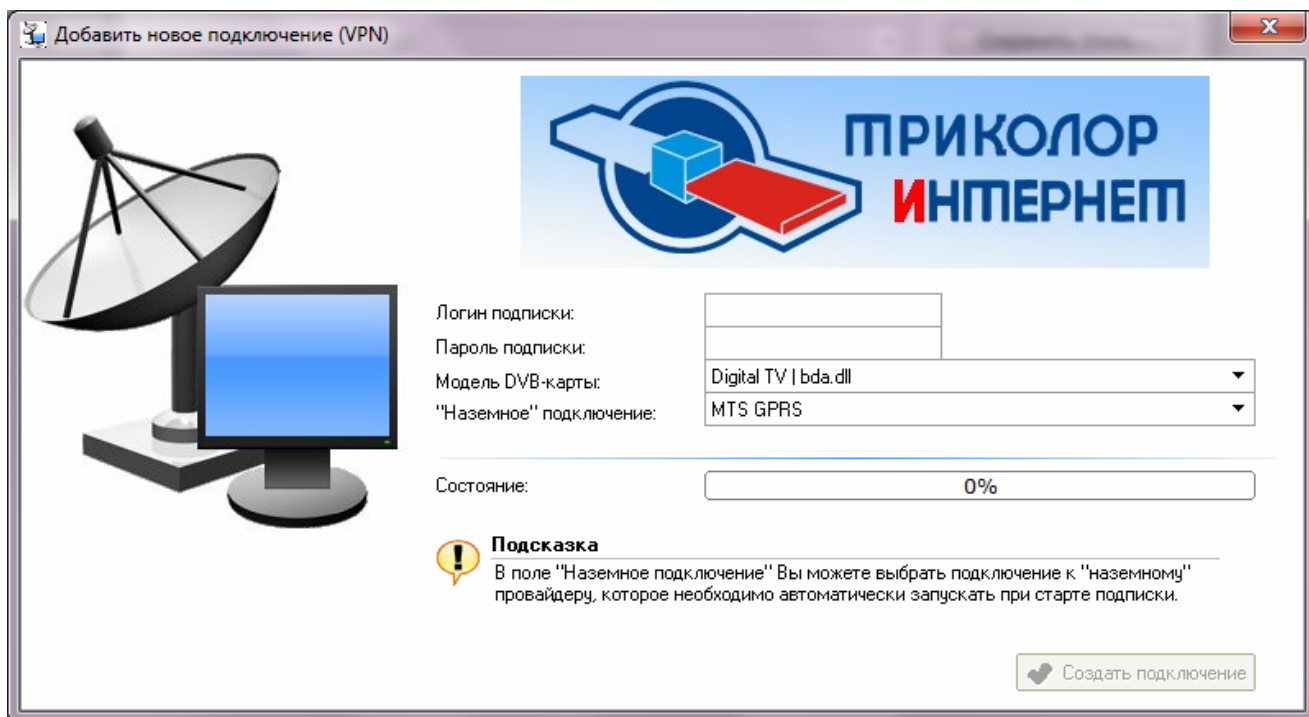 Добавить новое подключение (VPN)
ТРИКОЛОР
ИНТЕРНЕТ
Логин подписки:
Пароль подписки:
Модель DVB-карты: Digital TV | bda.dll
"Наземное" подключение: MTS GPRS
Состояние: 0%
Подсказка
В поле "Наземное подключение" Вы можете выбрать подключение к "наземному"
провайдеру, которое необходимо автоматически запускать при старте подписки.
Создать подключение